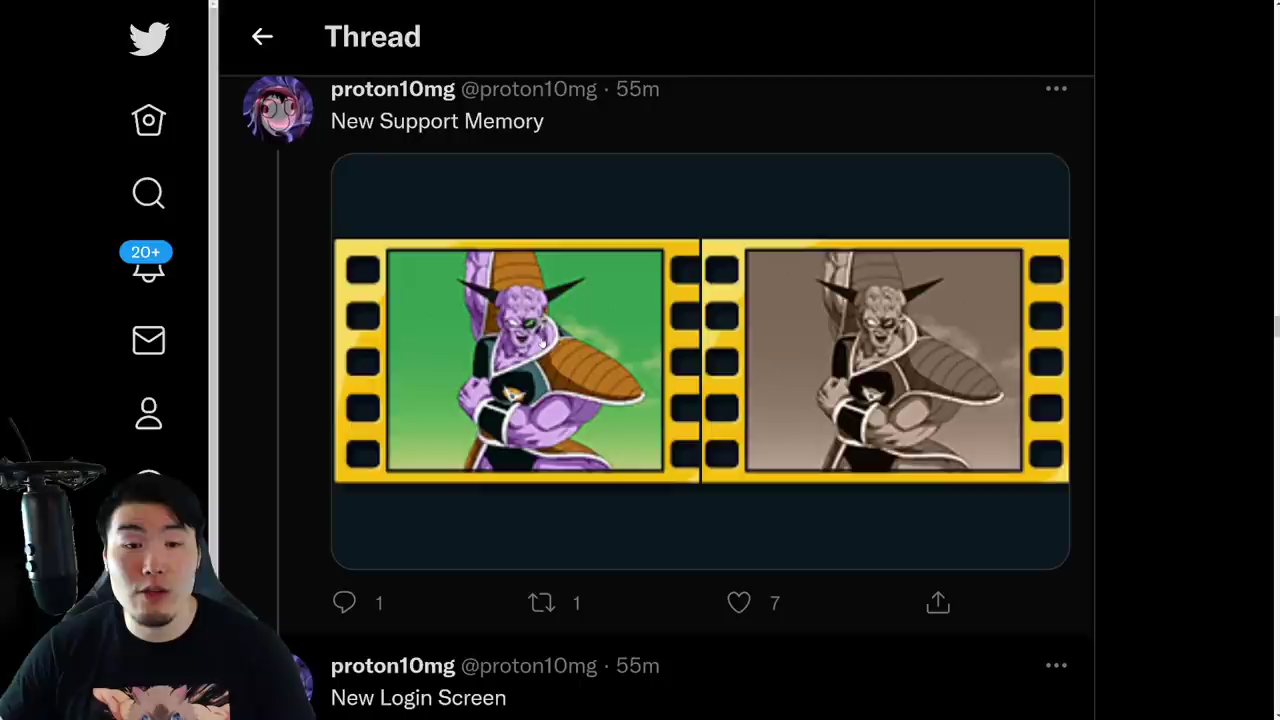 Thread
proton10mg @proton10mg · 55m
New Support Memory
20+
1
1
7
proton10mg @proton10mg · 55m
New Login Screen